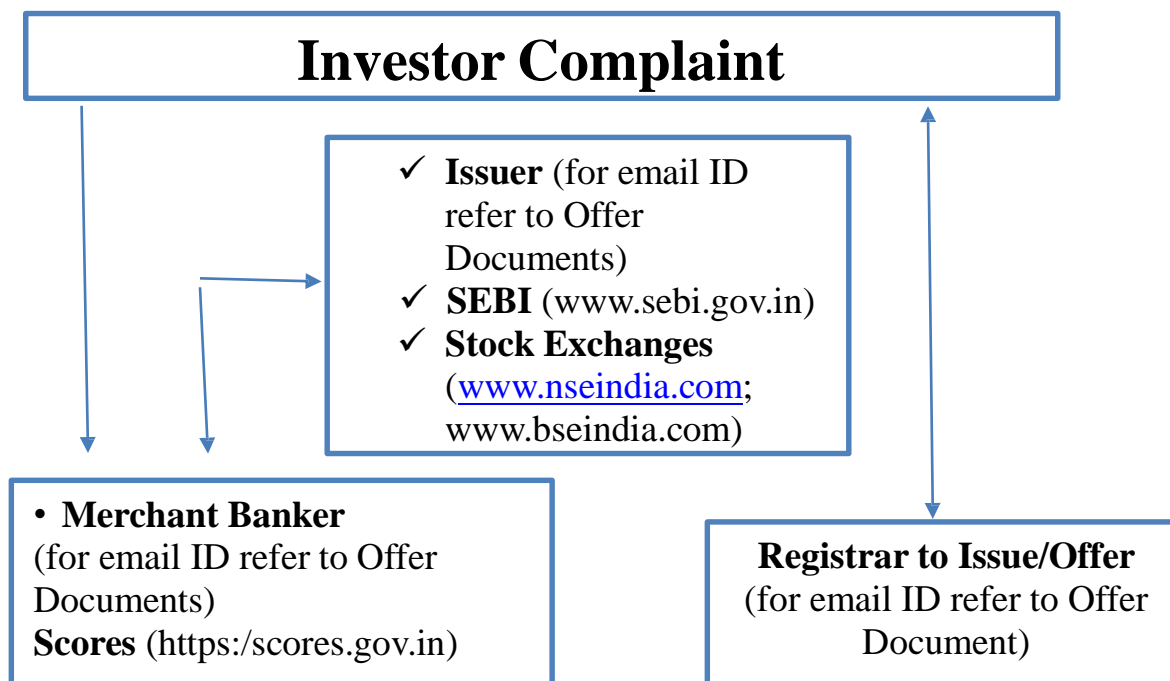 Investor Complaint
✓ Issuer (for email ID
refer to Offer
Documents)
✓ SEBI (www.sebi.gov.in)
✓ Stock Exchanges
(www.nseindia.com;
www.bseindia.com)
• Merchant Banker
(for email ID refer to Offer
Documents)
Scores (https:/scores.gov.in)
Registrar to Issue/Offer
(for email ID refer to Offer
Document)